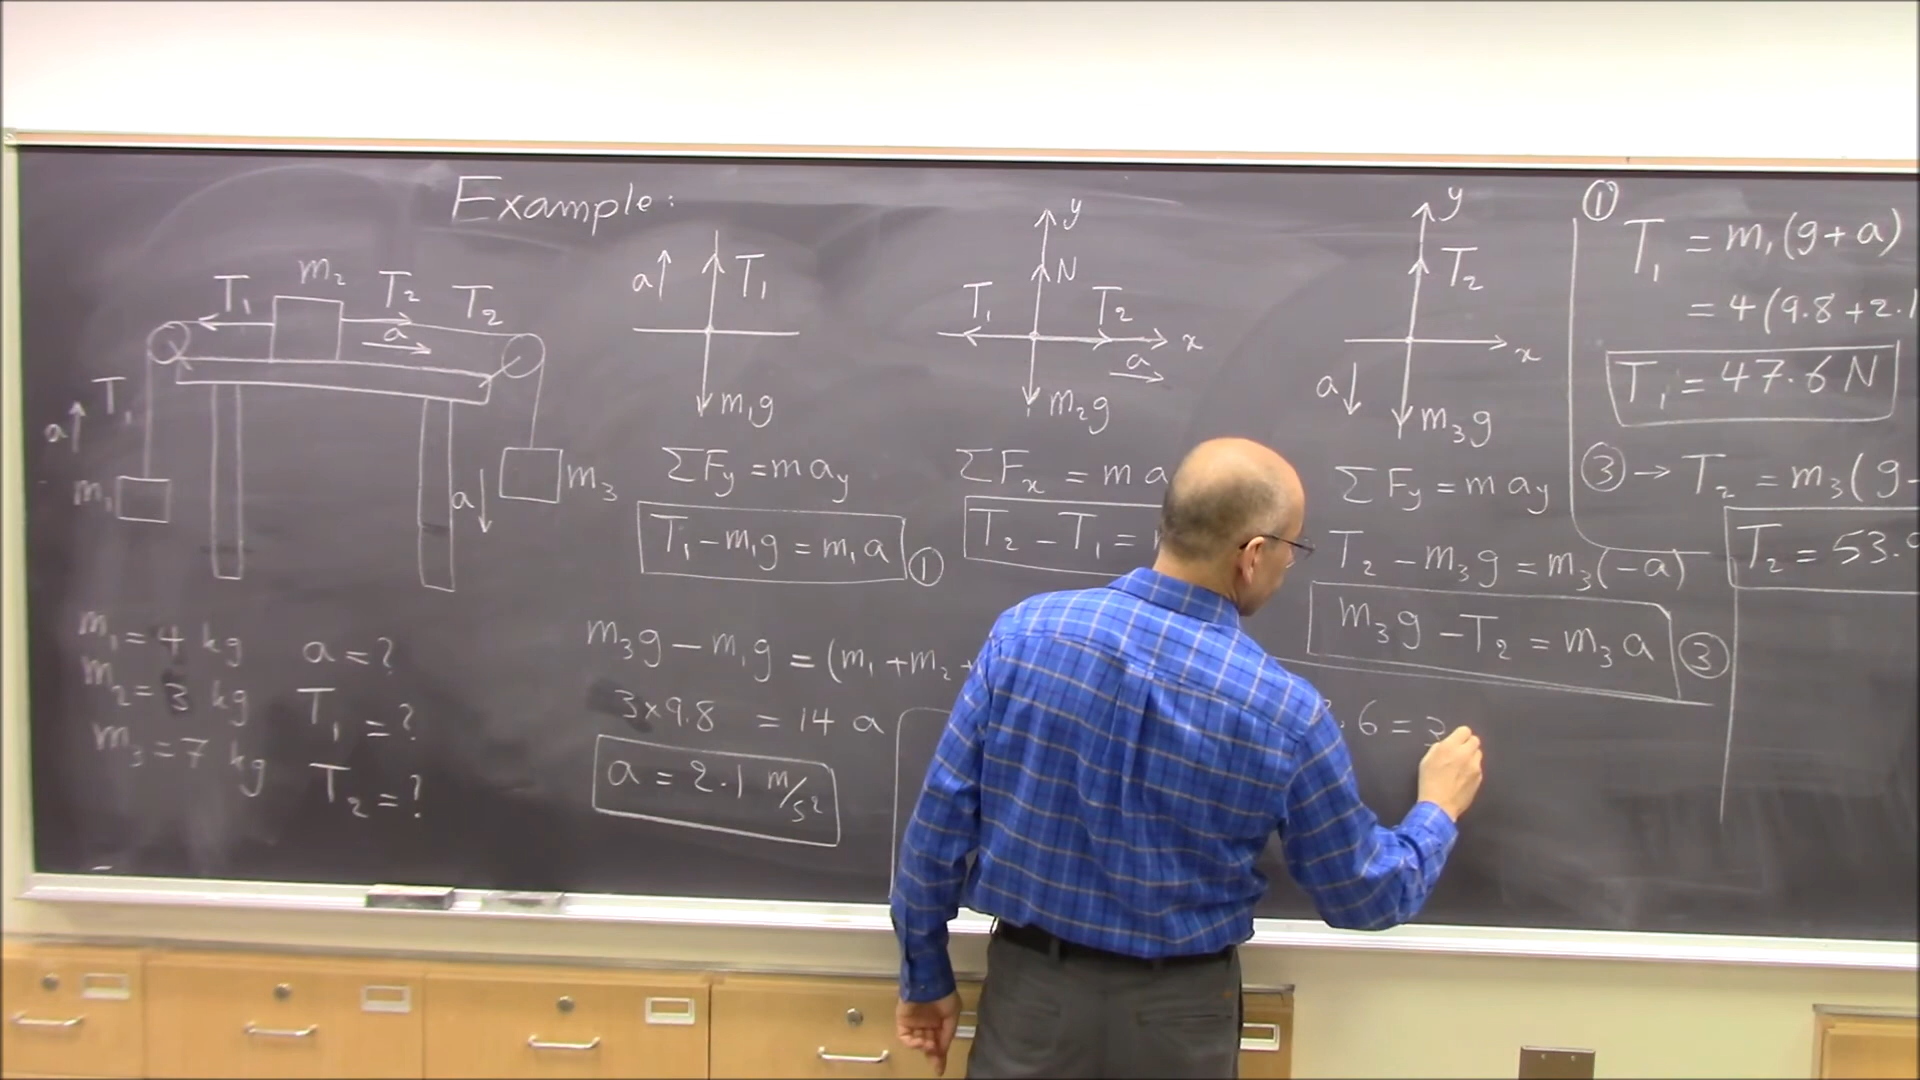 Example:
T₁
m₂
T₂
T₂
a
a
T₁
m₁
a
m₃
m₁ = 4 kg
m₂ = 3 kg
m₃ = 7 kg
a = ?
T₁ = ?
T₂ = ?
a
T₁
m₁g
ΣFy = m ay
T₁ - m₁g = m₁a ①
y
N
T₁
T₂
x
a
m₂g
ΣFx = m a
T₂ - T₁ =
y
T₂
x
a
m₃g
ΣFy = m ay
T₂ - m₃g = m₃(-a)
m₃g - T₂ = m₃a ③
m₃g - m₁g = (m₁ + m₂ +
3×9.8 = 14 a
a = 2.1 m/s²
. 6 = 3
①
T₁ = m₁(g + a)
= 4(9.8 + 2.1
T₁ = 47.6 N
③ → T₂ = m₃(g -
T₂ = 53.9